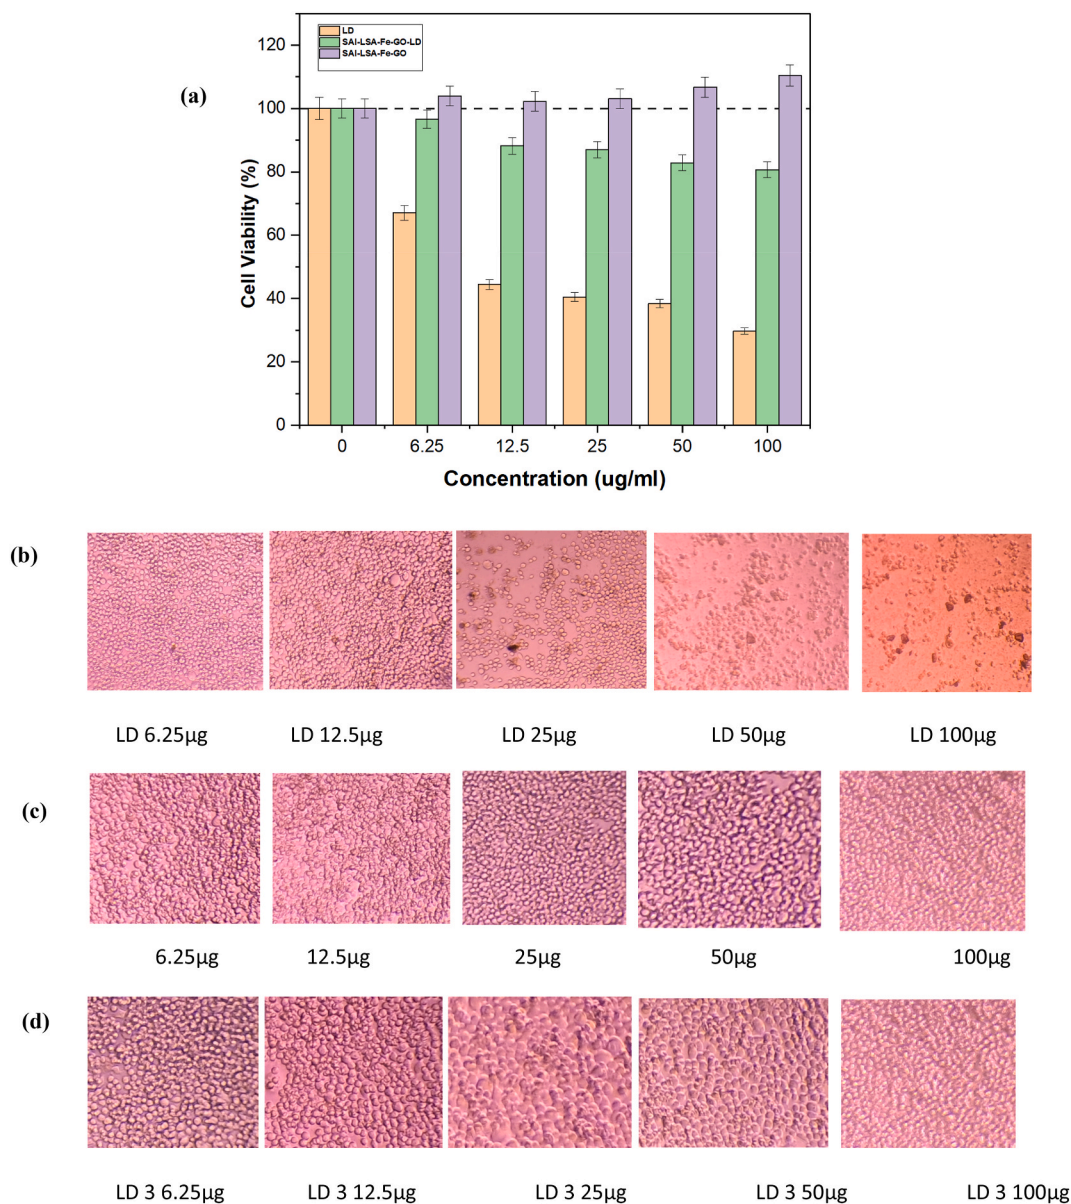 (a)
LD
SAI-LSA-Fe-GO-LD
SAI-LSA-Fe-GO
Cell Viability (%)
120
100
80
60
40
20
0
0 6.25 12.5 25 50 100
Concentration (ug/ml)
(b)
LD 6.25µg LD 12.5µg LD 25µg LD 50µg LD 100µg
(c)
6.25µg 12.5µg 25µg 50µg 100µg
(d)
LD 3 6.25µg LD 3 12.5µg LD 3 25µg LD 3 50µg LD 3 100µg